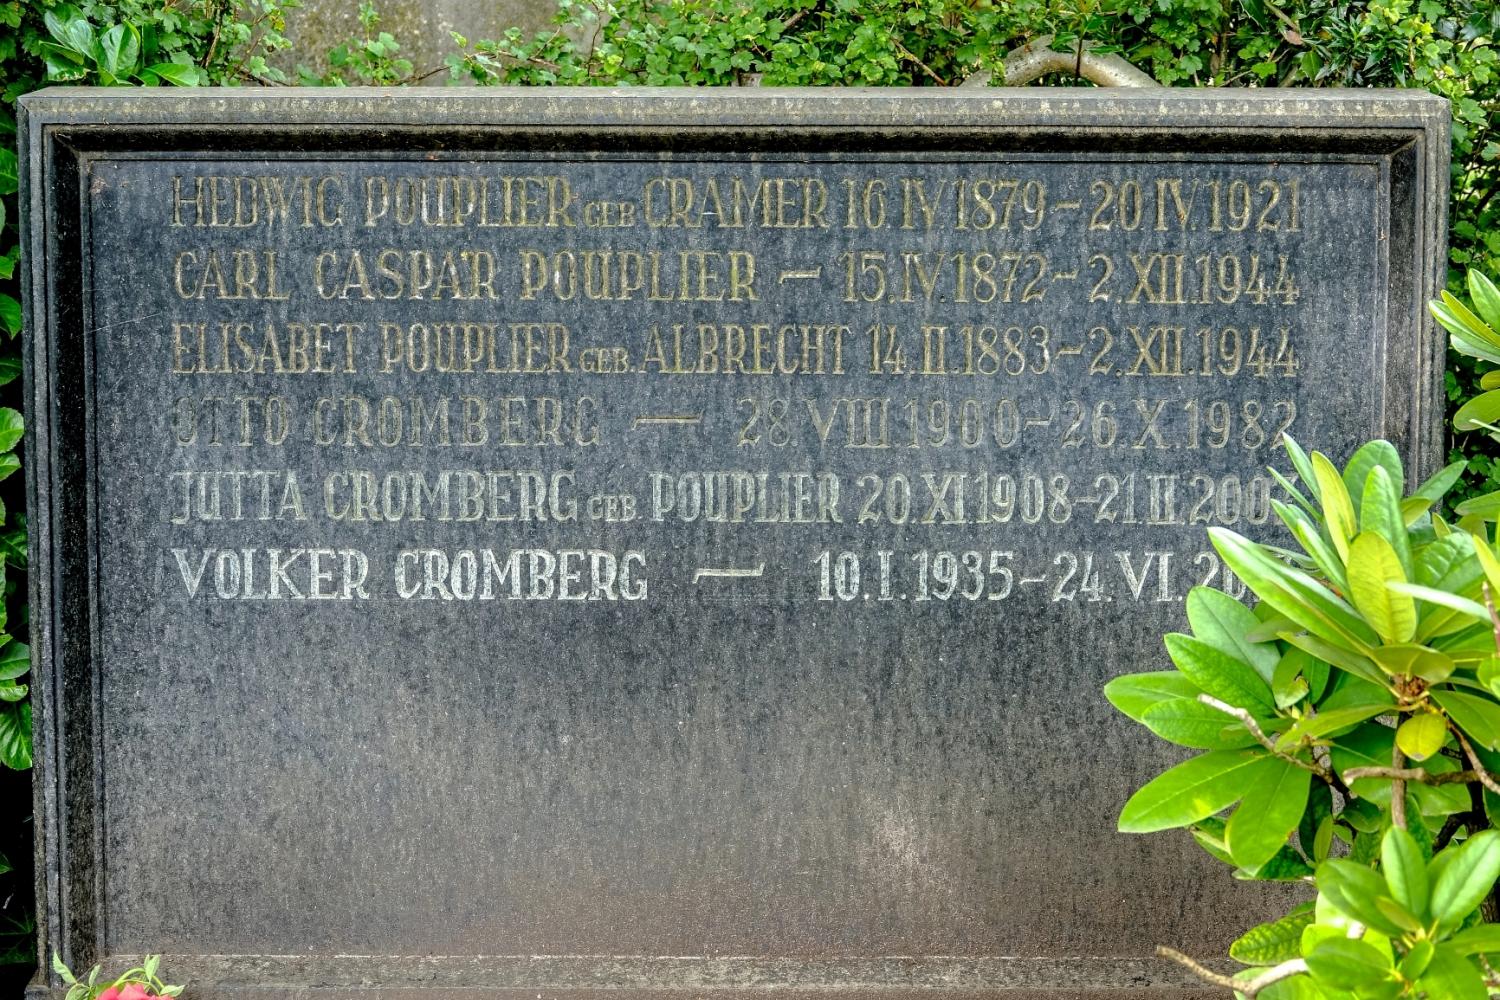 HEDWIG POUPLIER GEB. CRAMER 16.IV.1879 – 20.IV.1921
CARL CASPAR POUPLIER – 15.IV.1872 – 2.XII.1944
ELISABET POUPLIER GEB. ALBRECHT 14.II.1883 – 2.XII.1944
OTTO CROMBERG — 28.VIII.1900 – 26.X.1982
JUTTA CROMBERG GEB. POUPLIER 20.XI.1908 – 21.II.
VOLKER CROMBERG — 10.I.1935 – 24.VI.